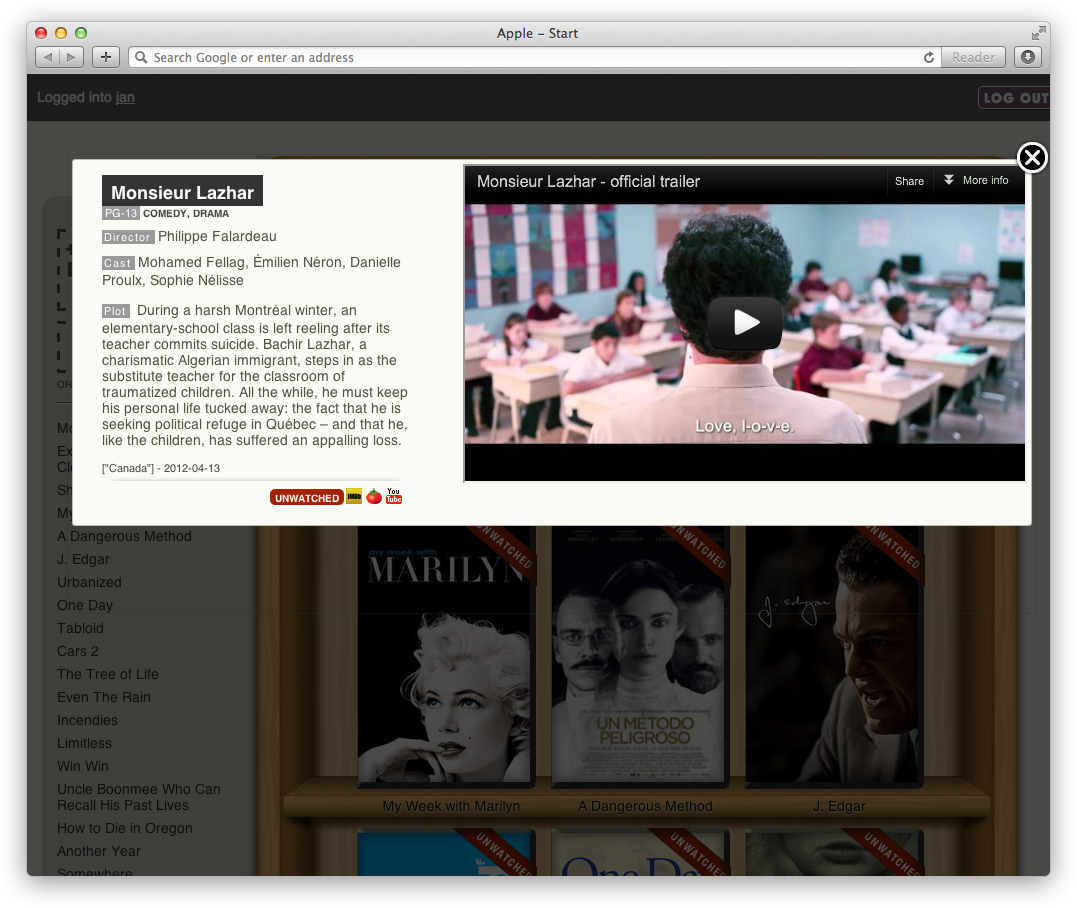 Apple – Start
Search Google or enter an address
Reader
Logged into jan
LOG OUT
Monsieur Lazhar
PG-13 COMEDY, DRAMA
Director Philippe Falardeau
Cast Mohamed Fellag, Émilien Néron, Danielle
Proulx, Sophie Nélisse
Plot During a harsh Montréal winter, an
elementary-school class is left reeling after its
teacher commits suicide. Bachir Lazhar, a
charismatic Algerian immigrant, steps in as the
substitute teacher for the classroom of
traumatized children. All the while, he must keep
his personal life tucked away: the fact that he is
seeking political refuge in Québec – and that he,
like the children, has suffered an appalling loss.
["Canada"] - 2012-04-13
UNWATCHED IMDb You Tube
Monsieur Lazhar - official trailer
Share More info
Love, l-o-v-e.
OR
Mo
Ex
Cl
Sh
My
A Dangerous Method
J. Edgar
Urbanized
One Day
Tabloid
Cars 2
The Tree of Life
Even The Rain
Incendies
Limitless
Win Win
Uncle Boonmee Who Can
Recall His Past Lives
How to Die in Oregon
Another Year
Somewhere
UNWATCHED
my week with
MARILYN
UNWATCHED
UN MÉTODO
PELIGROSO
UNWATCHED
J. Edgar
My Week with Marilyn
A Dangerous Method
J. Edgar
UNWATCHED
UNWATCHED
One Da
UNWATCHED